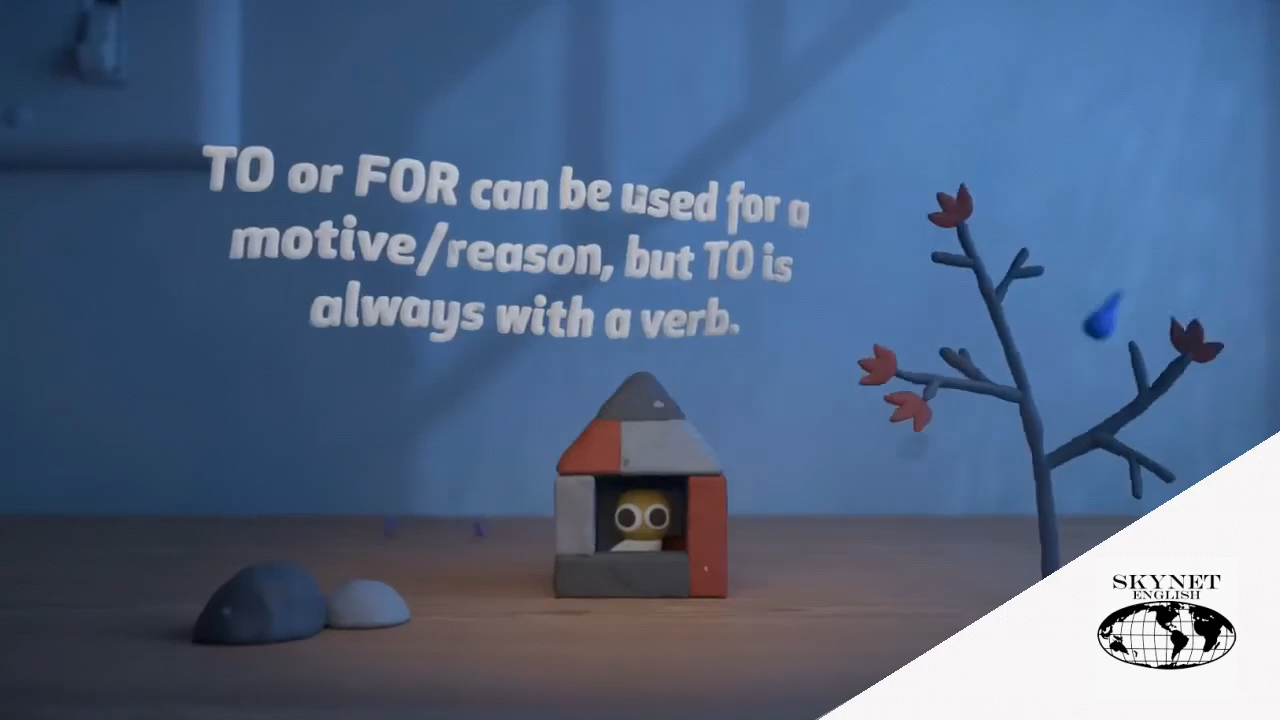 TO or FOR can be used for a
motive/reason, but TO is
always with a verb.
SKYNET
ENGLISH